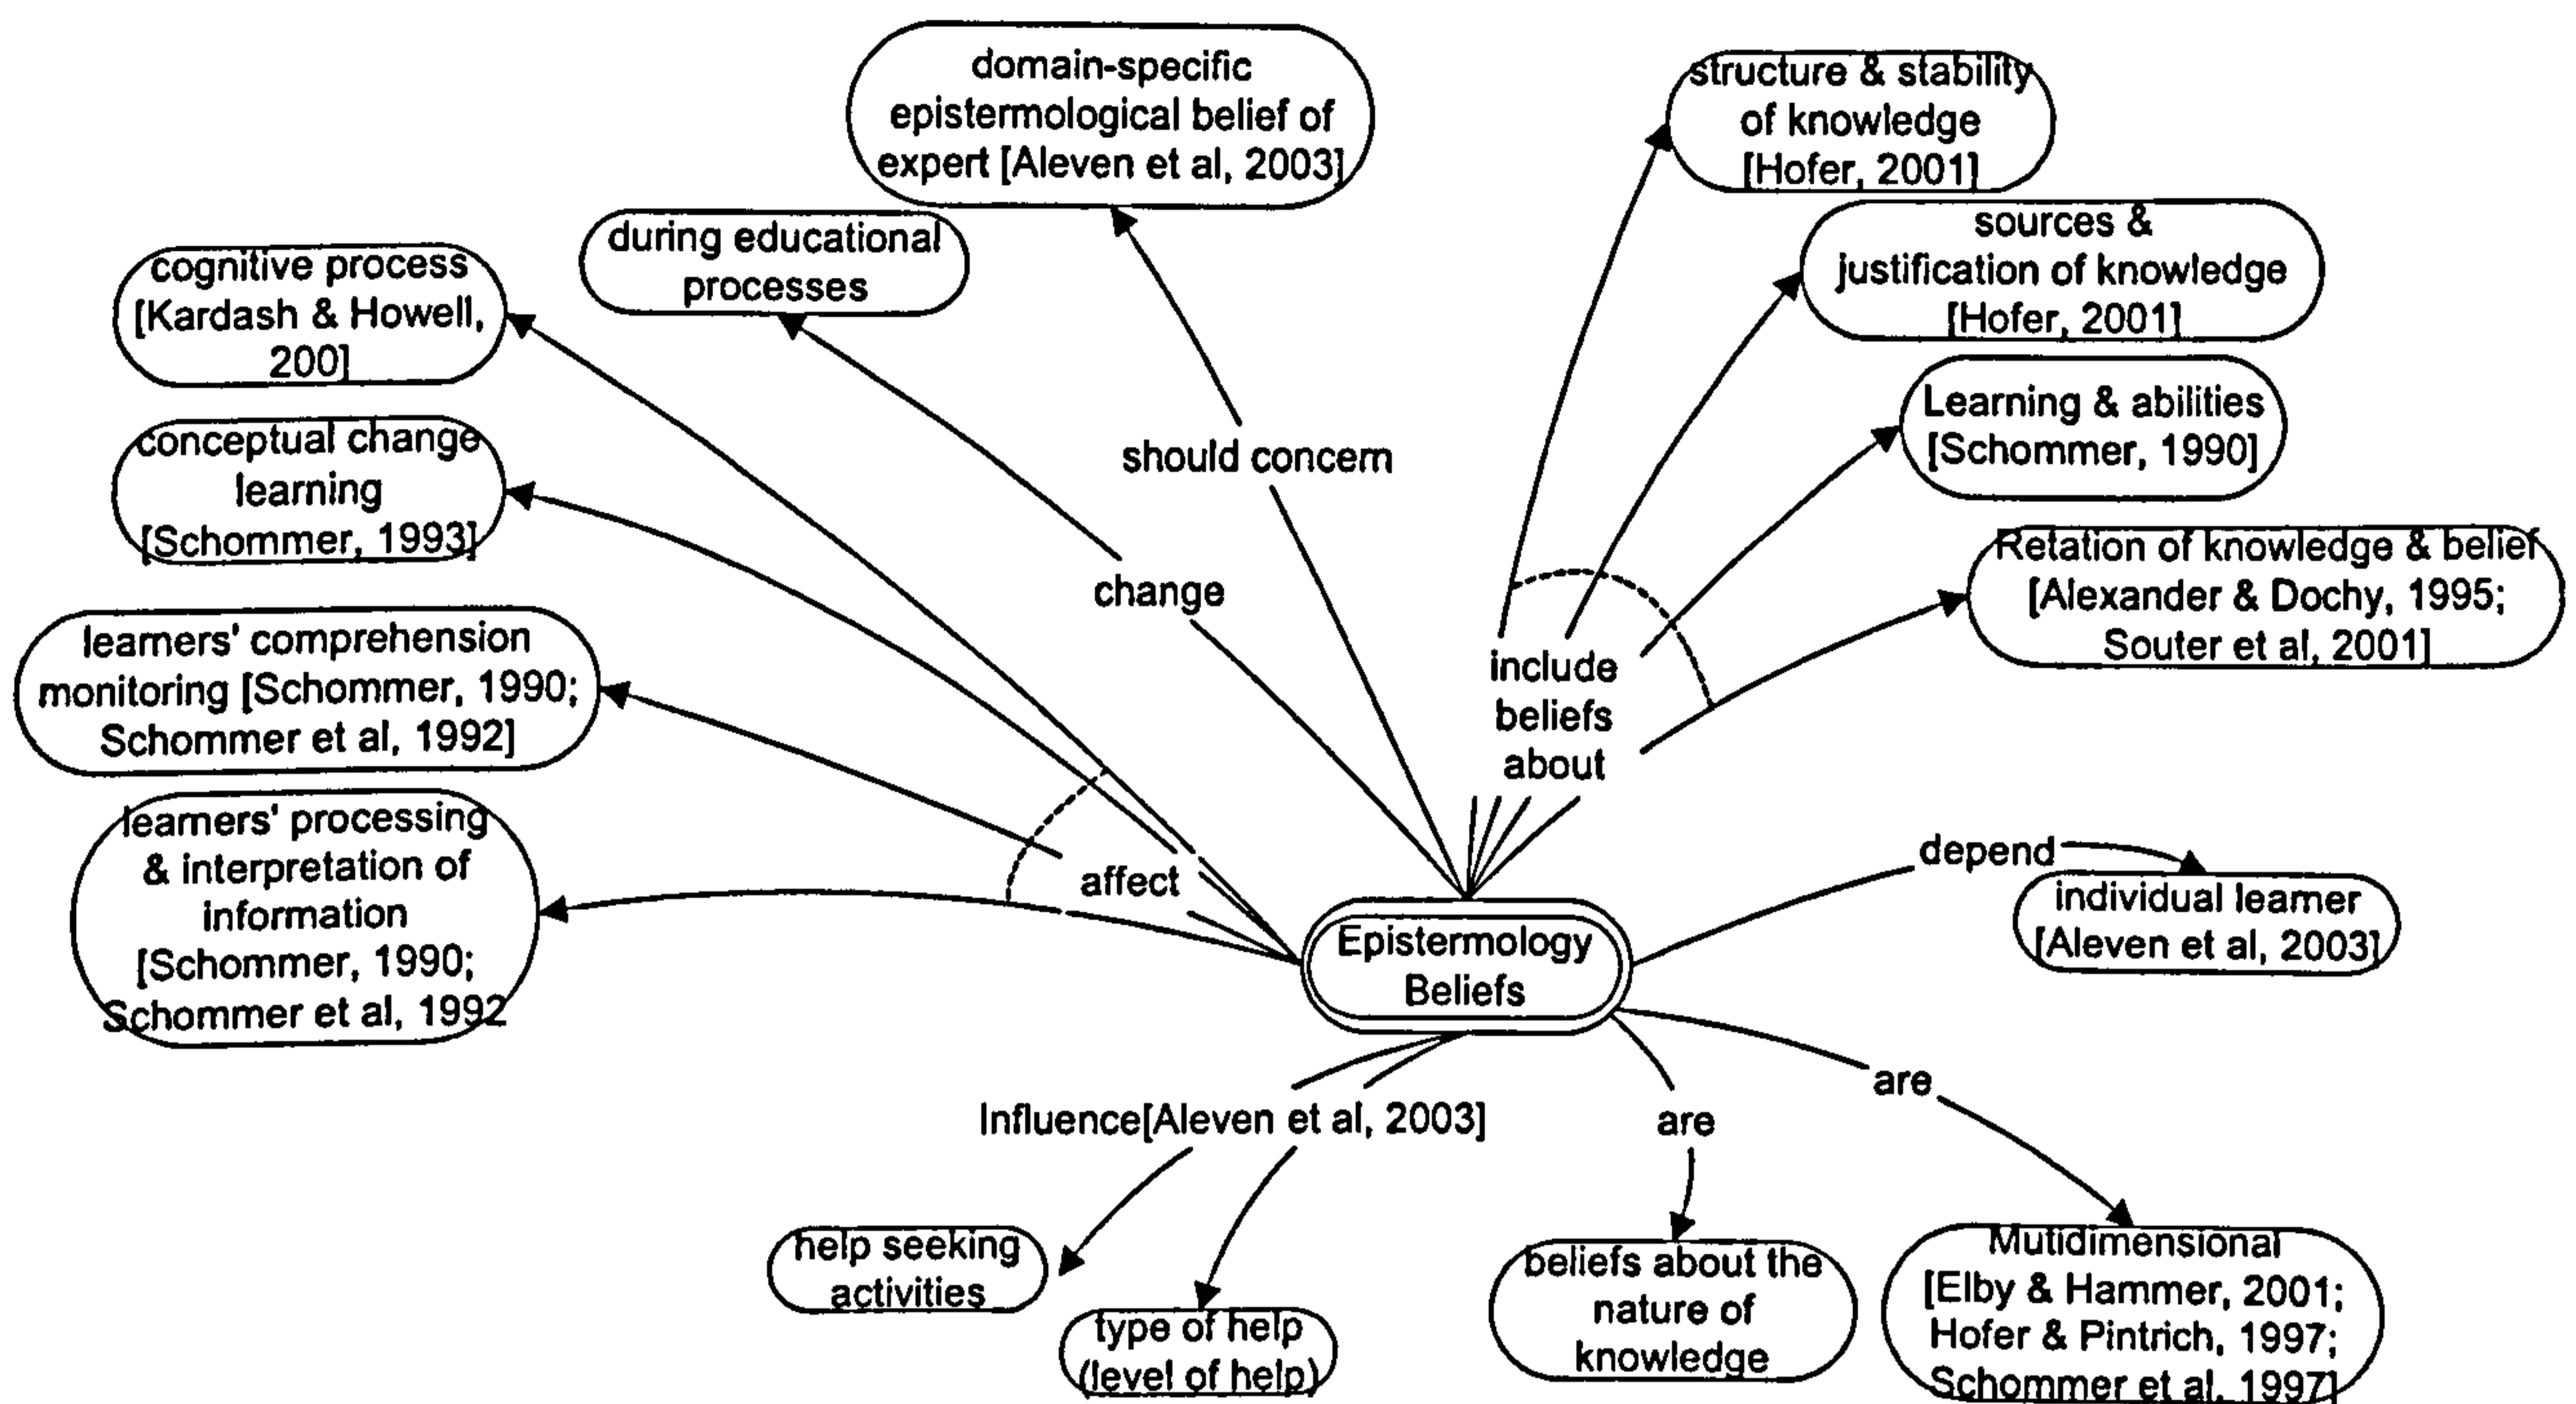 domain-specific
epistermological belief of
expert [Aleven et al, 2003]
structure & stability
of knowledge
[Hofer, 2001]
during educational
processes
sources &
justification of knowledge
[Hofer, 2001]
cognitive process
[Kardash & Howell,
200]
Learning & abilities
[Schommer, 1990]
conceptual change
learning
[Schommer, 1993]
should concern
Relation of knowledge & belief
[Alexander & Dochy, 1995;
Souter et al, 2001]
change
learners' comprehension
monitoring [Schommer, 1990;
Schommer et al, 1992]
include
beliefs
about
learners' processing
& interpretation of
information
[Schommer, 1990;
Schommer et al, 1992
affect
depend
individual learner
[Aleven et al, 2003]
Epistermology
Beliefs
are
Influence[Aleven et al, 2003]
are
help seeking
activities
type of help
(level of help)
beliefs about the
nature of
knowledge
Mutidimensional
[Elby & Hammer, 2001;
Hofer & Pintrich, 1997;
Schommer et al, 1997]